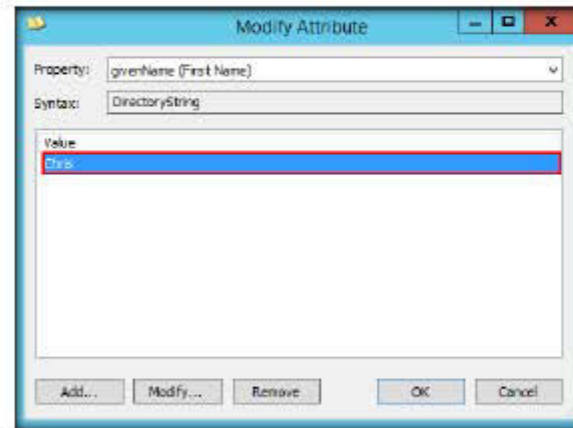 Modify Attribute
Property: givenName (First Name)
Syntax: DirectoryString
Value
Chris
Add... Modify... Remove OK Cancel